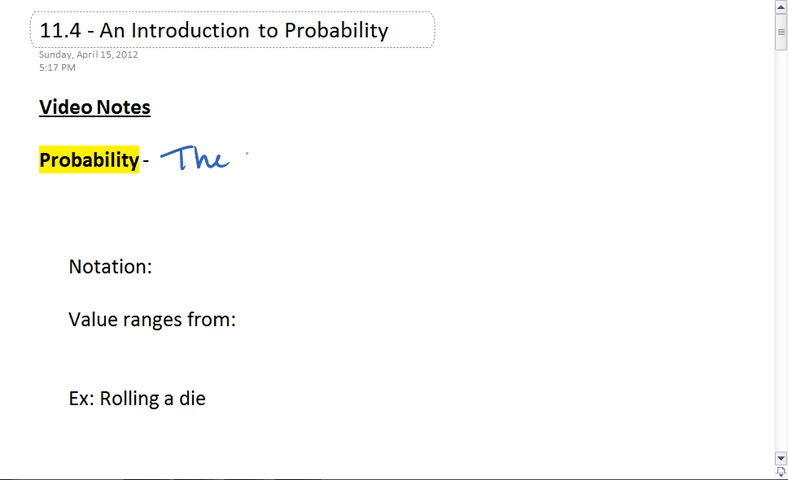 11.4 - An Introduction to Probability
Sunday, April 15, 2012
5:17 PM
Video Notes
Probability - The
Notation:
Value ranges from:
Ex: Rolling a die